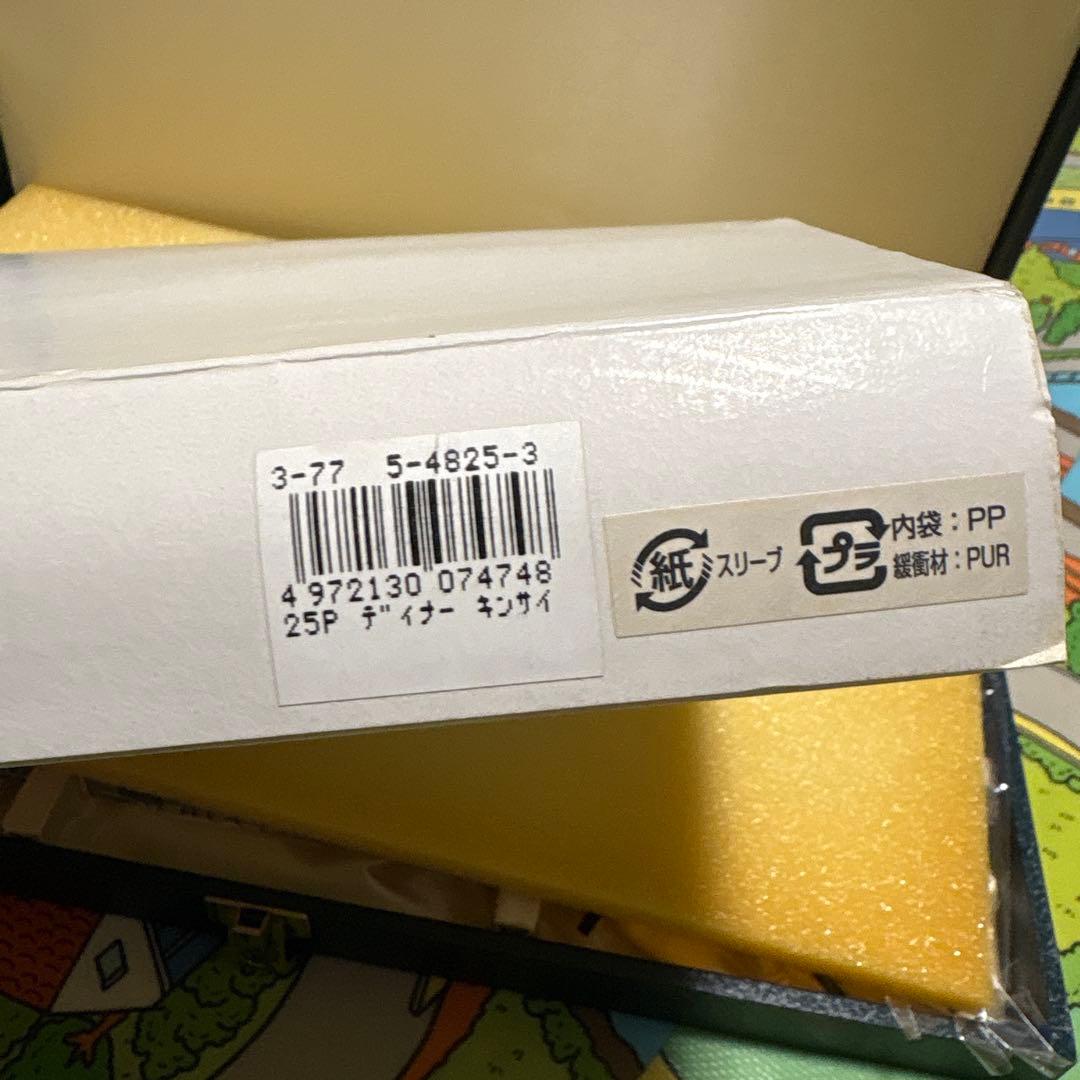 3-77 5-4825-3
4 972130 074748
25P ディナー キンサイ
紙 スリーブ
プラ 内袋：PP
緩衝材：PUR